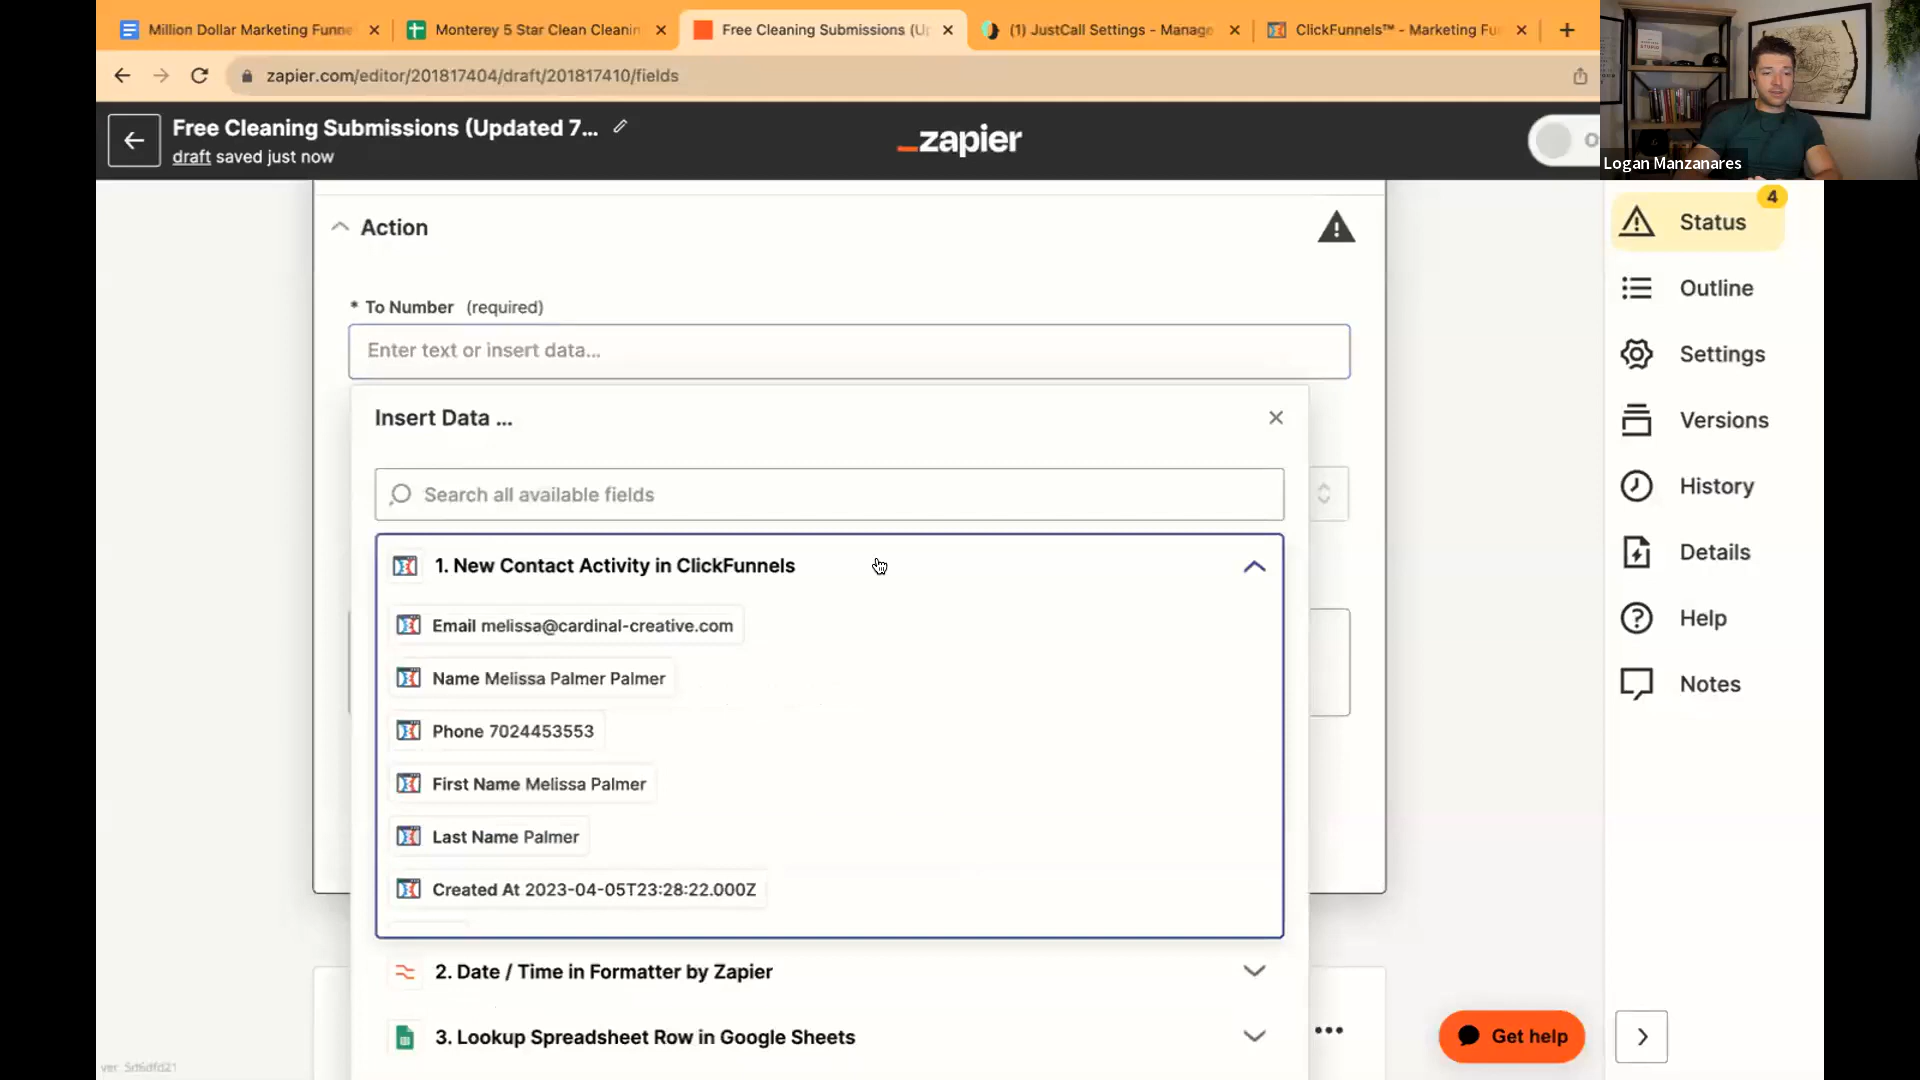 Million Dollar Marketing Funne
Monterey 5 Star Clean Cleanin
Free Cleaning Submissions (Up
(1) JustCall Settings - Manage
ClickFunnels™ - Marketing Fu
zapier.com/editor/201817404/draft/201817410/fields
Free Cleaning Submissions (Updated 7...
draft saved just now
zapier
Logan Manzanares
Action
* To Number (required)
Enter text or insert data...
Insert Data ...
Search all available fields
1. New Contact Activity in ClickFunnels
Email melissa@cardinal-creative.com
Name Melissa Palmer Palmer
Phone 7024453553
First Name Melissa Palmer
Last Name Palmer
Created At 2023-04-05T23:28:22.000Z
2. Date / Time in Formatter by Zapier
3. Lookup Spreadsheet Row in Google Sheets
4
Status
Outline
Settings
Versions
History
Details
Help
Notes
Get help
ver. 5d6dfd21